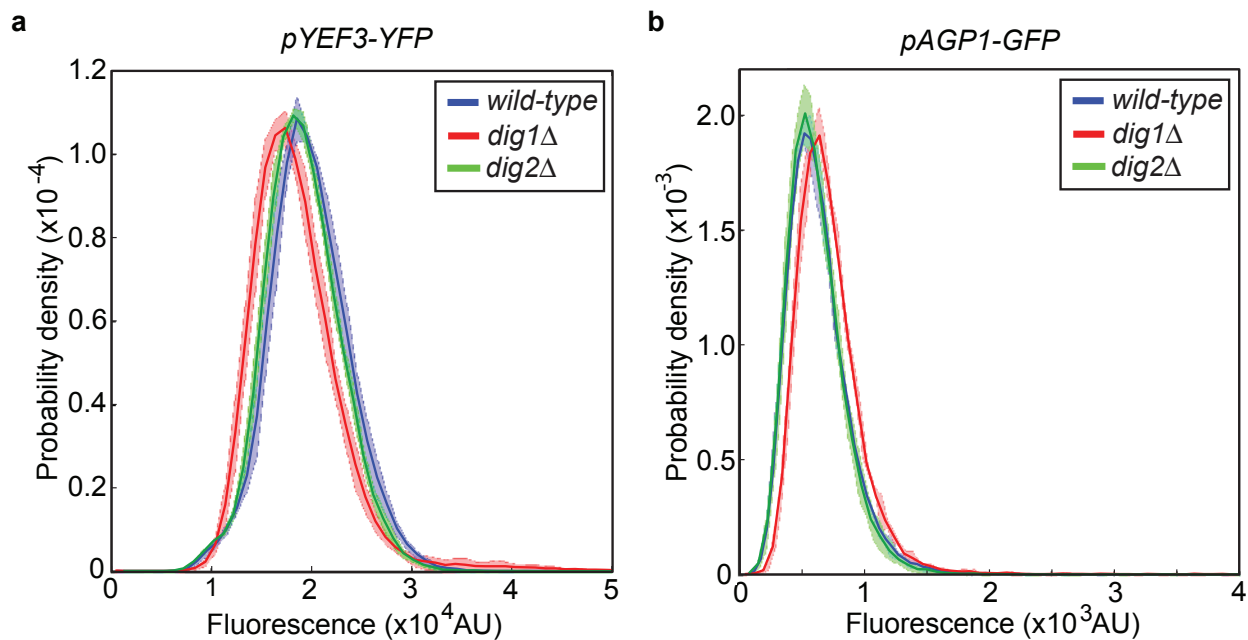 a
pYEF3-YFP
Probability density (x10⁻⁴)
1.2
1.0
0.8
0.6
0.4
0.2
0
0
1
2
3
4
5
Fluorescence (x10⁴AU)
wild-type
dig1Δ
dig2Δ
b
pAGP1-GFP
Probability density (x10⁻³)
2.0
1.5
1.0
0.5
0
0
1
2
3
4
Fluorescence (x10³AU)
wild-type
dig1Δ
dig2Δ